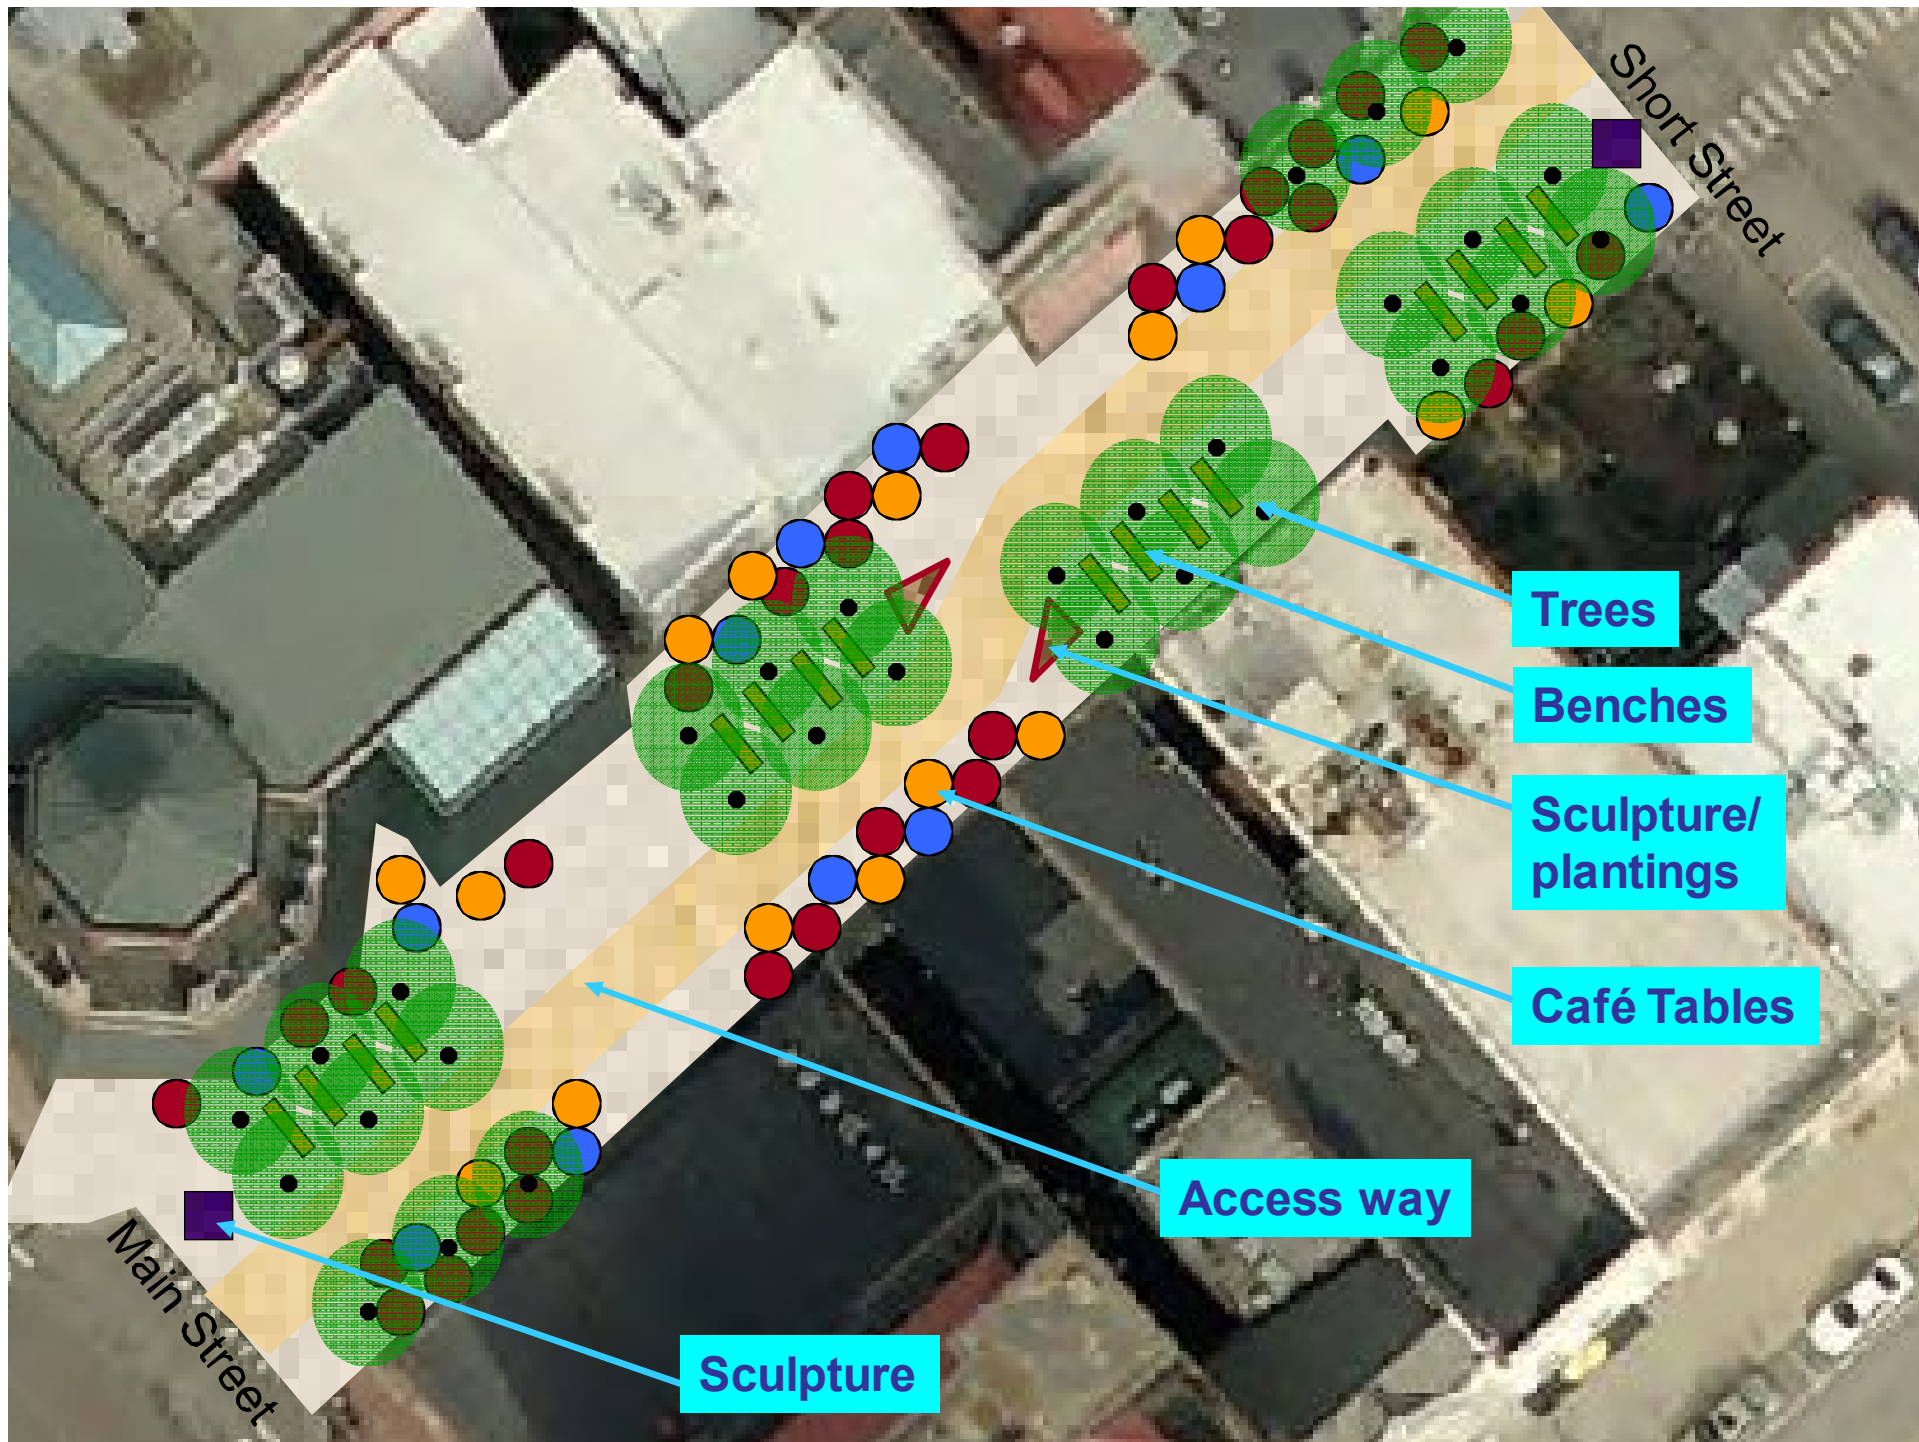 Short Street
Trees
Benches
Sculpture/
plantings
Café Tables
Access way
Main Street
Sculpture